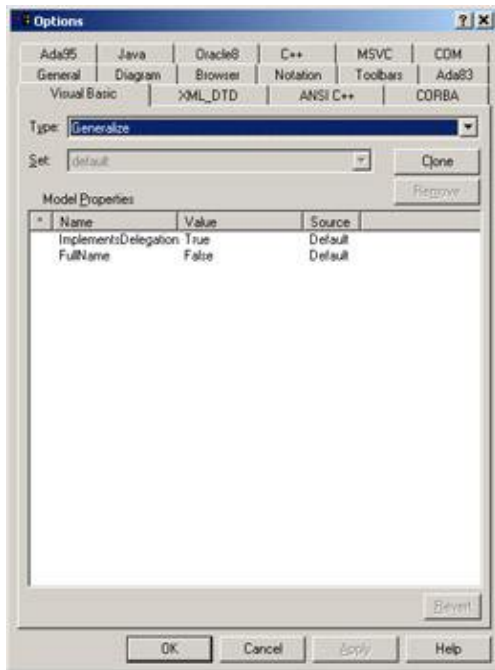 Options
Ada95 Java Oracle8 C++ MSVC COM
General Diagram Browser Notation Toolbars Ada83
Visual Basic XML_DTD ANSI C++ CORBA
Type: Generalize
Set: default Clone
Remove
Model Properties
* Name Value Source
ImplementsDelegation True Default
FullName False Default
Revert
OK Cancel Apply Help